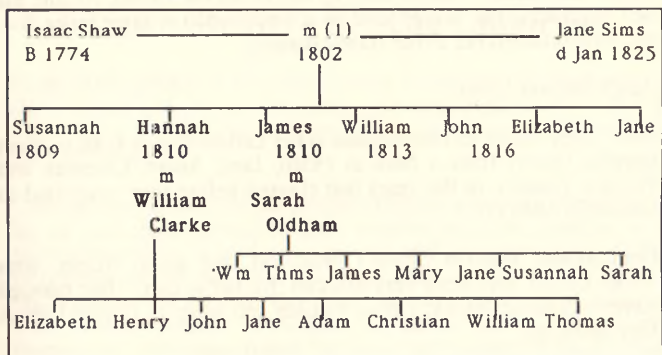 Isaac Shaw m (1) Jane Sims
B 1774 1802 d Jan 1825
Susannah Hannah James William John Elizabeth Jane
1809 1810 1810 1813 1816
m m
William Sarah
Clarke Oldham
Wm Thms James Mary Jane Susannah Sarah
Elizabeth Henry John Jane Adam Christian William Thomas